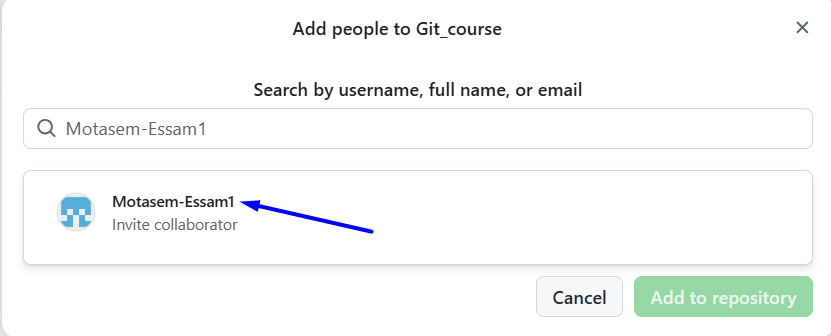 Add people to Git_course
Search by username, full name, or email
Motasem-Essam1
Motasem-Essam1
Invite collaborator
Cancel
Add to repository